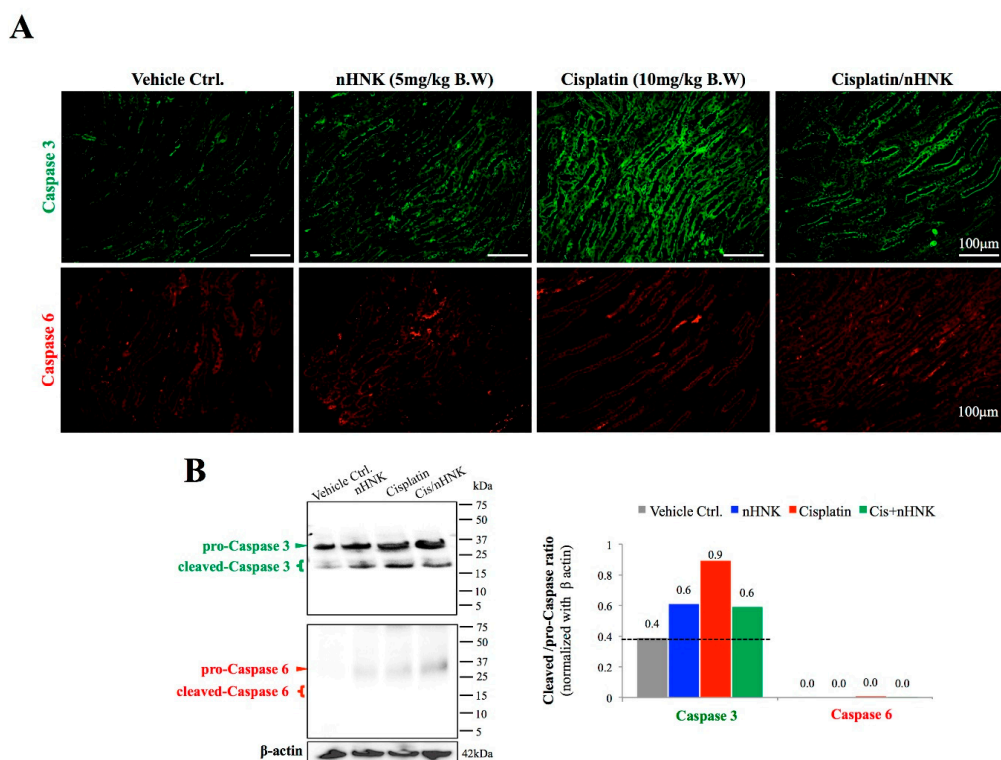 A
Vehicle Ctrl.
nHNK (5mg/kg B.W)
Cisplatin (10mg/kg B.W)
Cisplatin/nHNK
Caspase 3
100μm
Caspase 6
100μm
B
Vehicle Ctrl.
nHNK
Cisplatin
Cis/nHNK
kDa
75
50
pro-Caspase 3
37
25
cleaved-Caspase 3
15
10
5
75
50
pro-Caspase 6
37
25
cleaved-Caspase 6
15
10
5
β-actin
42kDa
Vehicle Ctrl. nHNK Cisplatin Cis+nHNK
Cleaved /pro-Caspase ratio
(normalized with β actin)
1
0.8
0.6
0.4
0.2
0
0.4
0.6
0.9
0.6
0.0
0.0
0.0
0.0
Caspase 3
Caspase 6